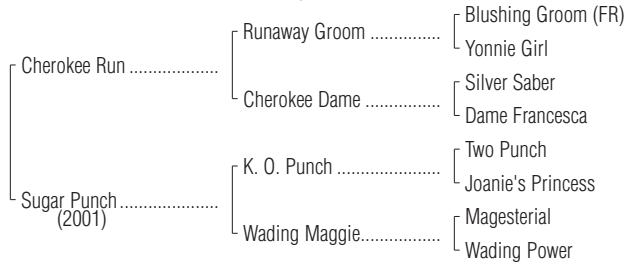 Blushing Groom (FR)
Runaway Groom ...............
Yonnie Girl
Cherokee Run ...................
Silver Saber
Cherokee Dame ................
Dame Francesca
Two Punch
K. O. Punch ......................
Joanie's Princess
Sugar Punch .....................
(2001)
Magesterial
Wading Maggie.................
Wading Power